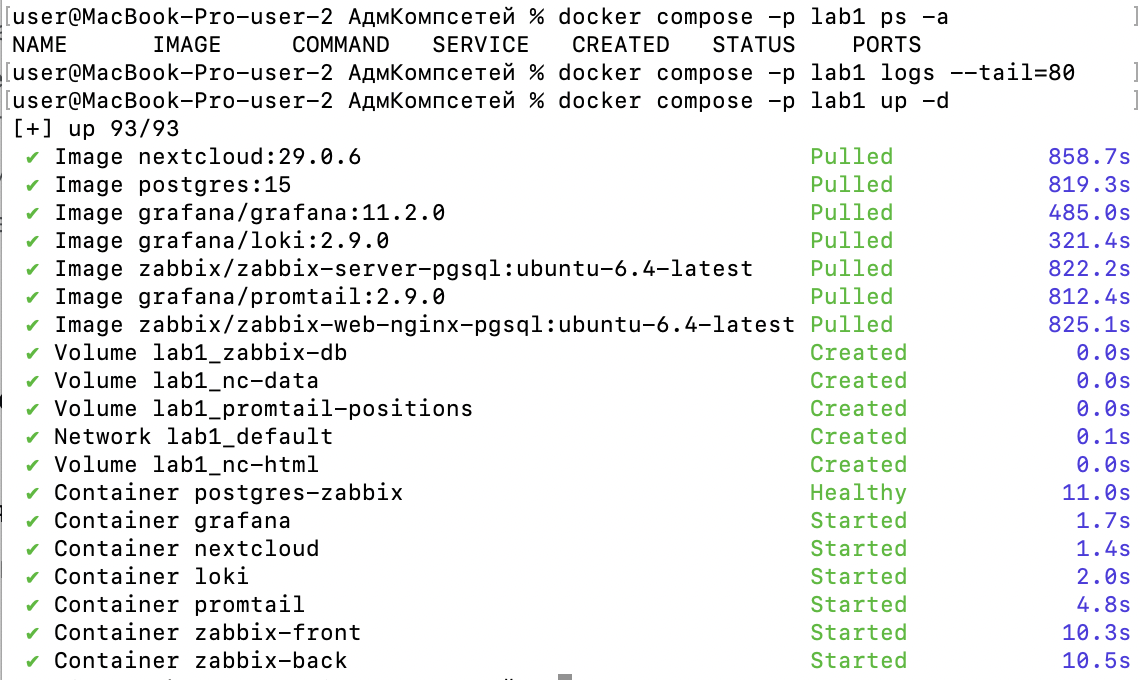 [user@MacBook-Pro-user-2 АдмКомпсетей % docker compose -p lab1 ps -a ]
NAME IMAGE COMMAND SERVICE CREATED STATUS PORTS
[user@MacBook-Pro-user-2 АдмКомпсетей % docker compose -p lab1 logs --tail=80 ]
[user@MacBook-Pro-user-2 АдмКомпсетей % docker compose -p lab1 up -d ]
[+] up 93/93
✔ Image nextcloud:29.0.6 Pulled 858.7s
✔ Image postgres:15 Pulled 819.3s
✔ Image grafana/grafana:11.2.0 Pulled 485.0s
✔ Image grafana/loki:2.9.0 Pulled 321.4s
✔ Image zabbix/zabbix-server-pgsql:ubuntu-6.4-latest Pulled 822.2s
✔ Image grafana/promtail:2.9.0 Pulled 812.4s
✔ Image zabbix/zabbix-web-nginx-pgsql:ubuntu-6.4-latest Pulled 825.1s
✔ Volume lab1_zabbix-db Created 0.0s
✔ Volume lab1_nc-data Created 0.0s
✔ Volume lab1_promtail-positions Created 0.0s
✔ Network lab1_default Created 0.1s
✔ Volume lab1_nc-html Created 0.0s
✔ Container postgres-zabbix Healthy 11.0s
✔ Container grafana Started 1.7s
✔ Container nextcloud Started 1.4s
✔ Container loki Started 2.0s
✔ Container promtail Started 4.8s
✔ Container zabbix-front Started 10.3s
✔ Container zabbix-back Started 10.5s